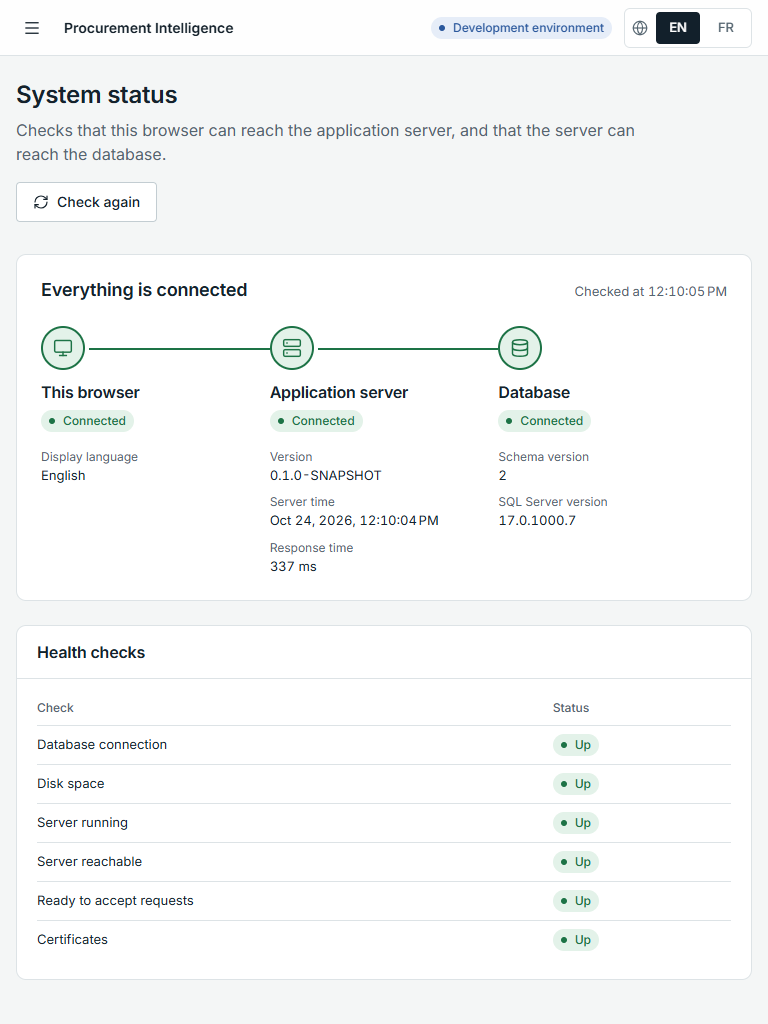 Procurement Intelligence
Development environment
EN
FR
System status
Checks that this browser can reach the application server, and that the server can
reach the database.
Check again
Everything is connected
Checked at 12:10:05 PM
This browser
Connected
Display language
English
Application server
Connected
Version
0.1.0-SNAPSHOT
Server time
Oct 24, 2026, 12:10:04 PM
Response time
337 ms
Database
Connected
Schema version
2
SQL Server version
17.0.1000.7
Health checks
Check
Status
Database connection
Up
Disk space
Up
Server running
Up
Server reachable
Up
Ready to accept requests
Up
Certificates
Up